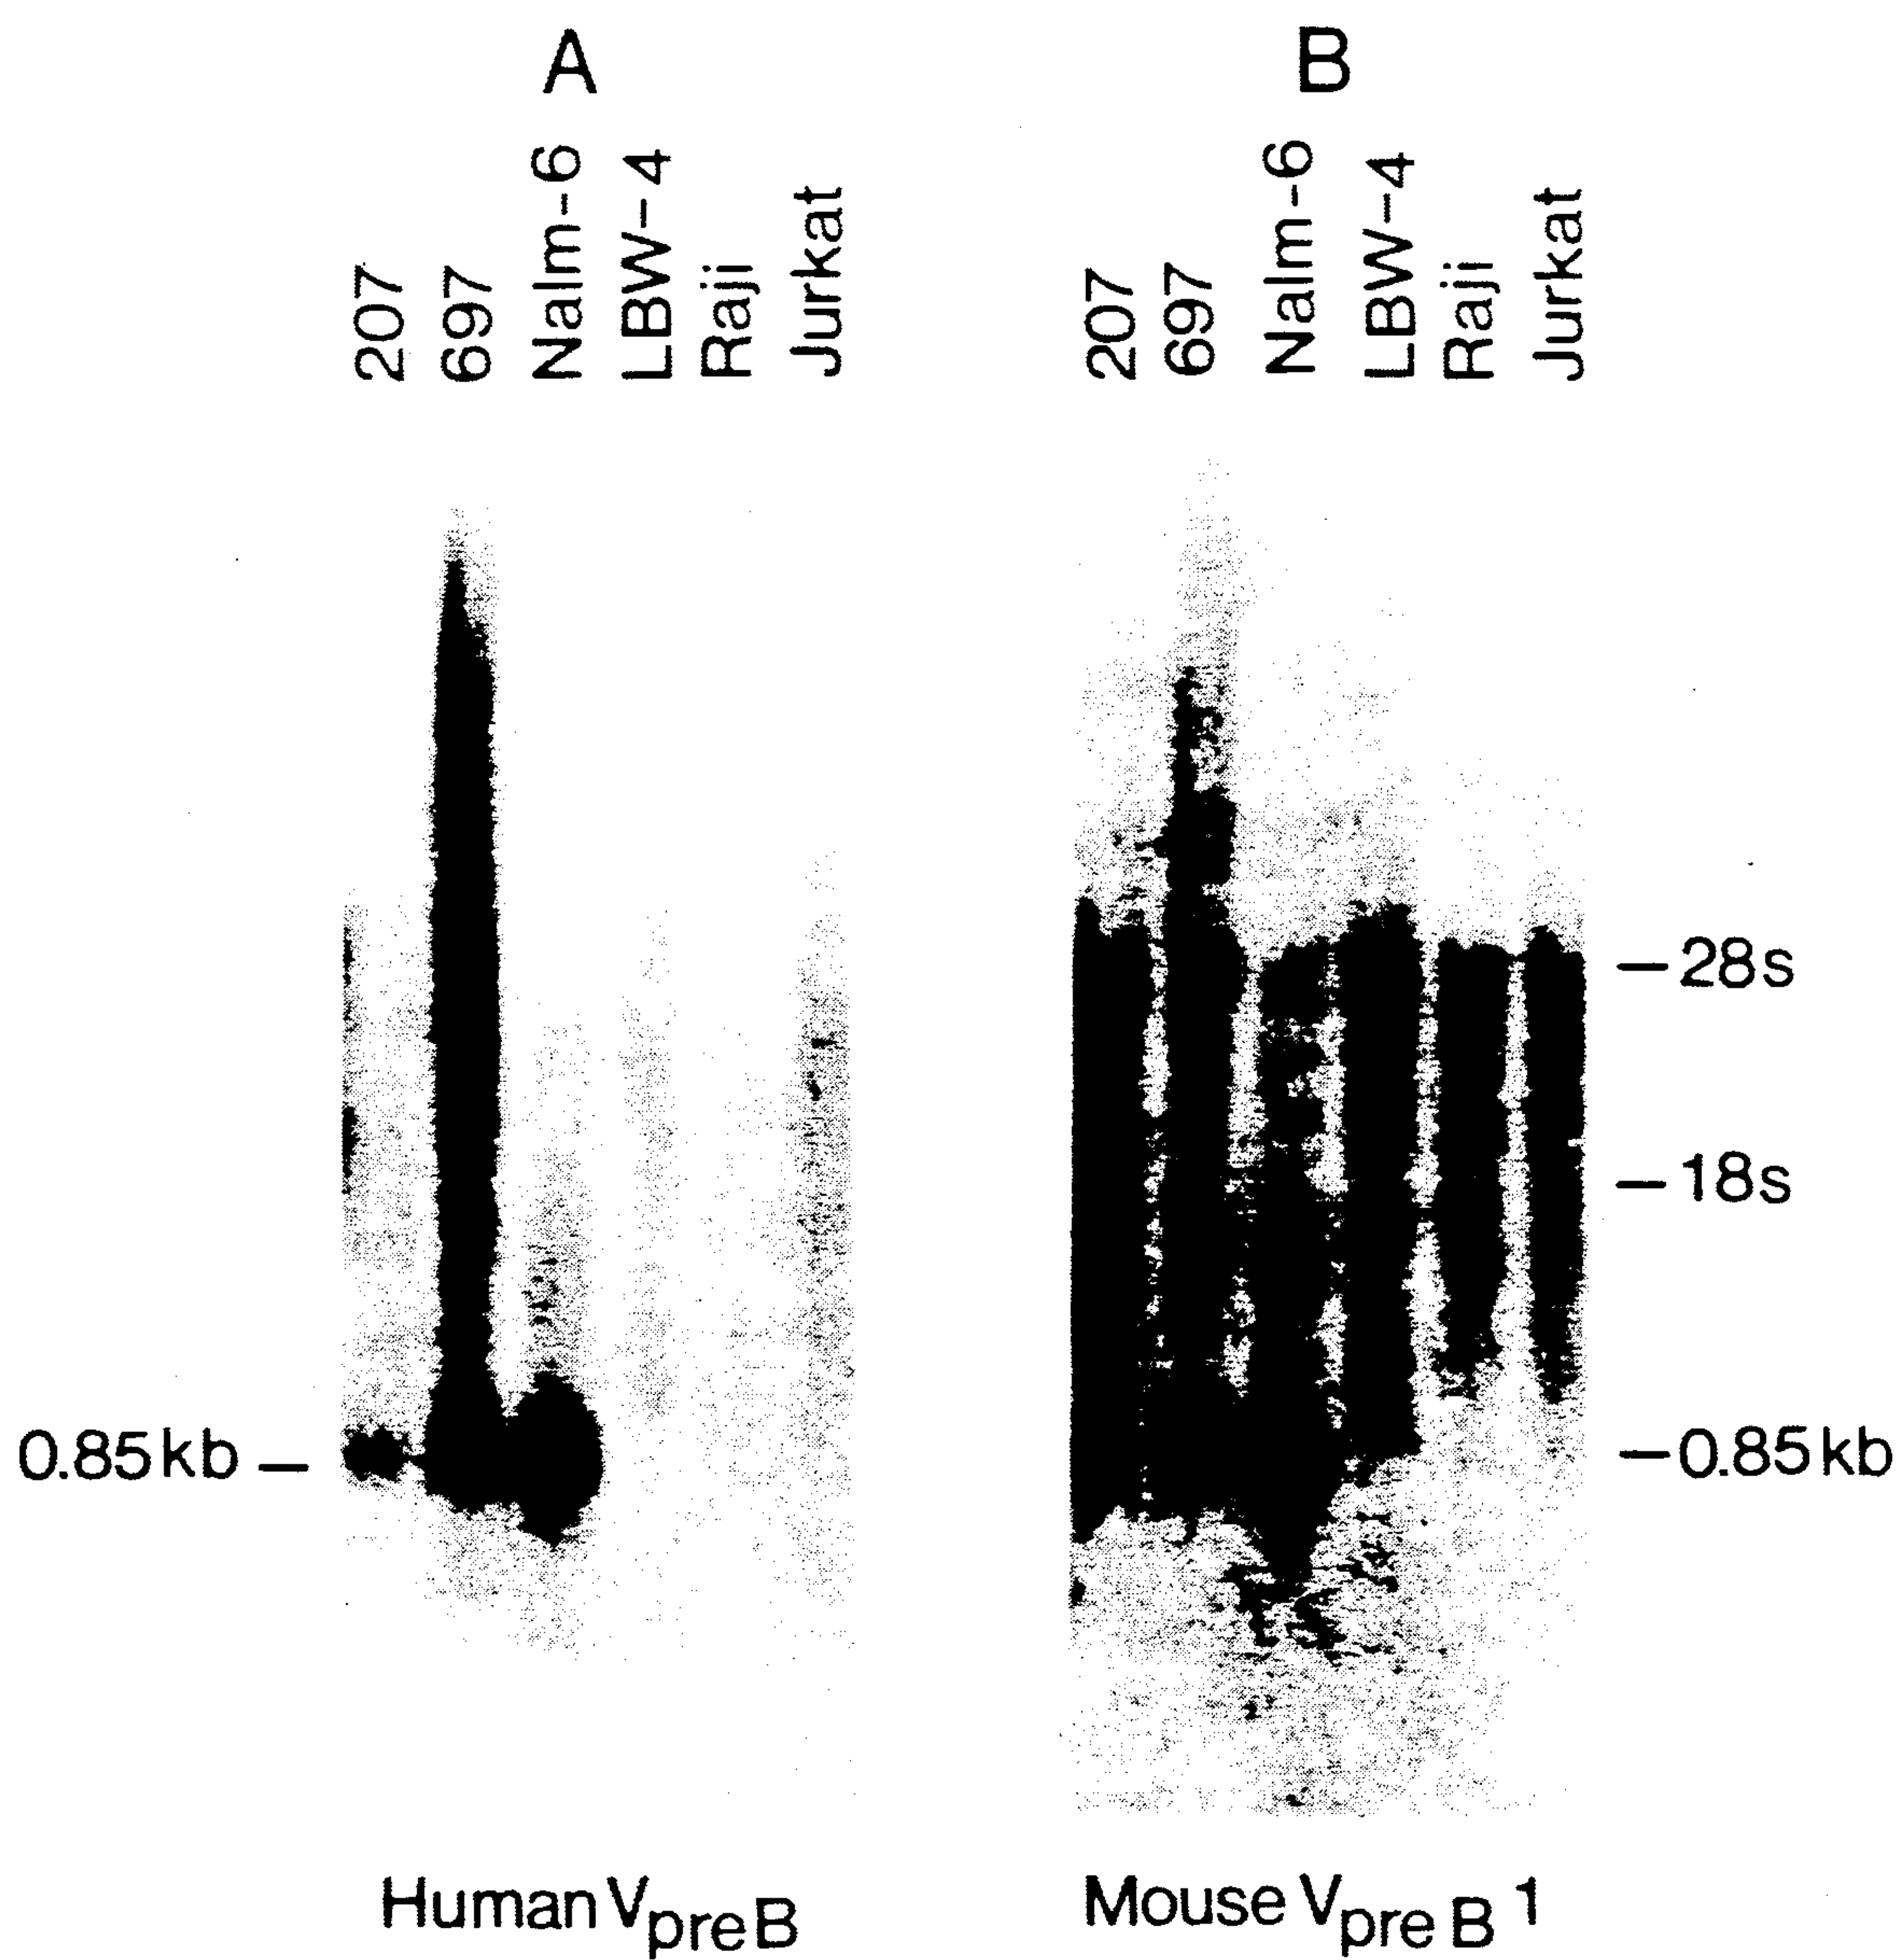 A
B
207
697
Nalm-6
LBW-4
Raji
Jurkat
207
697
Nalm-6
LBW-4
Raji
Jurkat
28s
18s
0.85kb
0.85kb
Human VpreB
Mouse VpreB 1